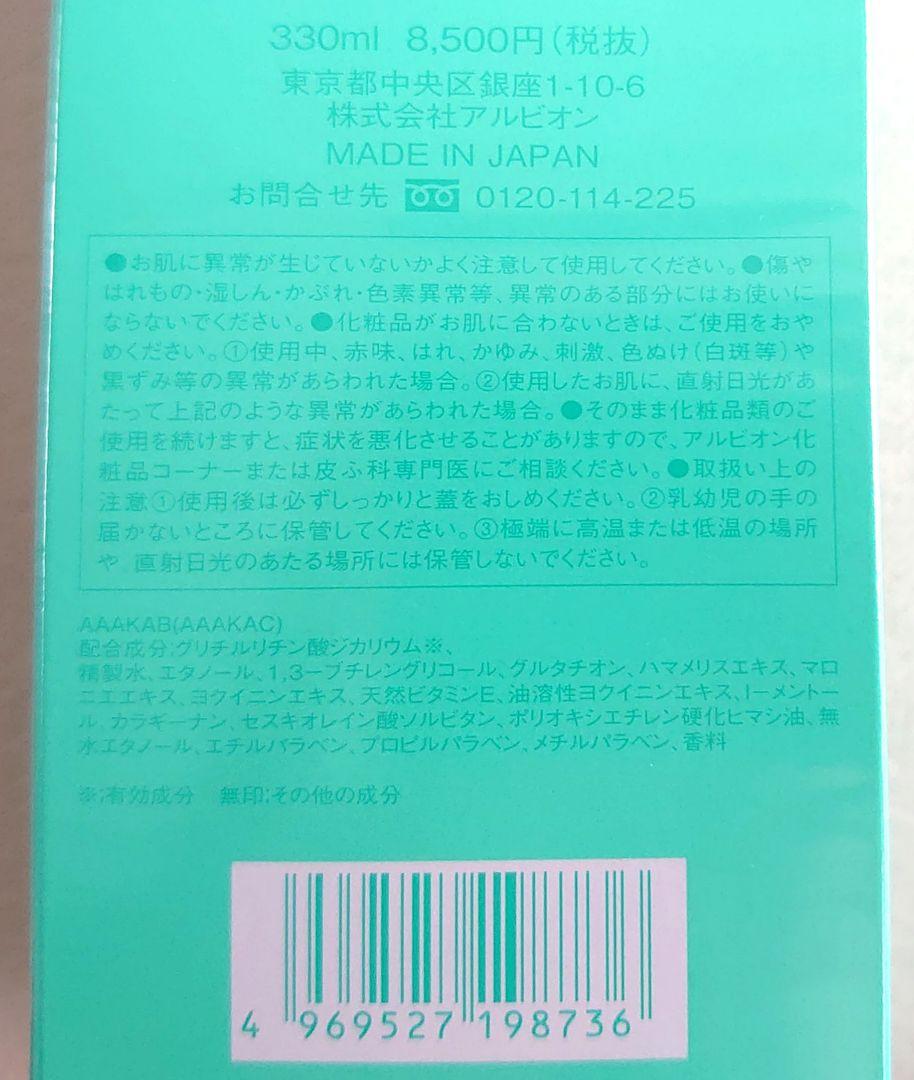 330ml 8,500円(税抜)
東京都中央区銀座1-10-6
株式会社アルビオン
MADE IN JAPAN
お問合せ先 0120-114-225
●お肌に異常が生じていないかよく注意して使用してください。●傷や
はれもの・湿しん・かぶれ・色素異常等、異常のある部分にはお使いに
ならないでください。●化粧品がお肌に合わないときは、ご使用をおや
めください。①使用中、赤味、はれ、かゆみ、刺激、色ぬけ(白斑等)や
黒ずみ等の異常があらわれた場合。②使用したお肌に、直射日光があ
たって上記のような異常があらわれた場合。●そのまま化粧品類のご
使用を続けますと、症状を悪化させることがありますので、アルビオン化
粧品コーナーまたは皮ふ科専門医にご相談ください。●取扱い上の
注意①使用後は必ずしっかりと蓋をおしめください。②乳幼児の手の
届かないところに保管してください。③極端に高温または低温の場所
や、直射日光のあたる場所には保管しないでください。
AAAKAB(AAAKAC)
配合成分:グリチルリチン酸ジカリウム※、
精製水、エタノール、1,3－ブチレングリコール、グルタチオン、ハマメリスエキス、マロ
ニエエキス、ヨクイニンエキス、天然ビタミンE、油溶性ヨクイニンエキス、l－メントー
ル、カラギーナン、セスキオレイン酸ソルビタン、ポリオキシエチレン硬化ヒマシ油、無
水エタノール、エチルパラベン、プロピルパラベン、メチルパラベン、香料
※:有効成分 無印:その他の成分
4 969527 198736